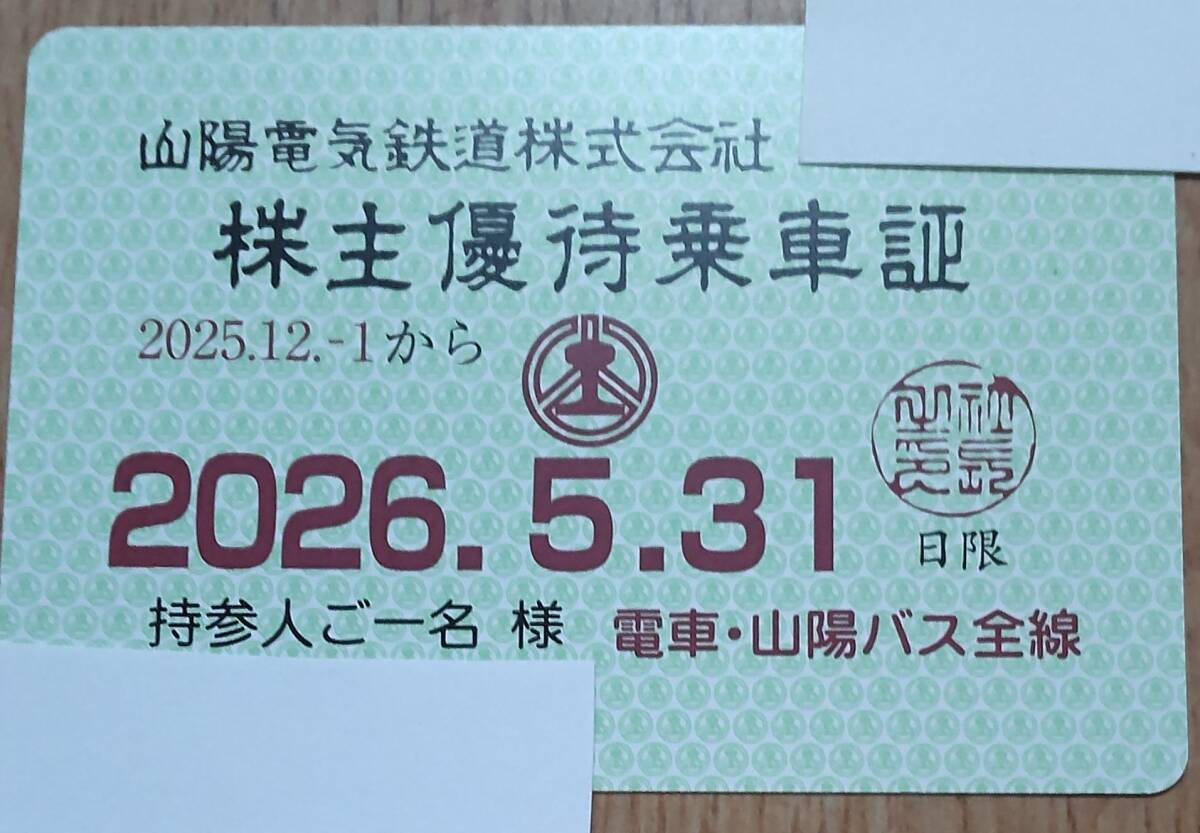 山陽電気鉄道株式会社
株主優待乗車証
2025.12.-1から
2026.5.31
日限
持参人ご一名 様 電車・山陽バス全線